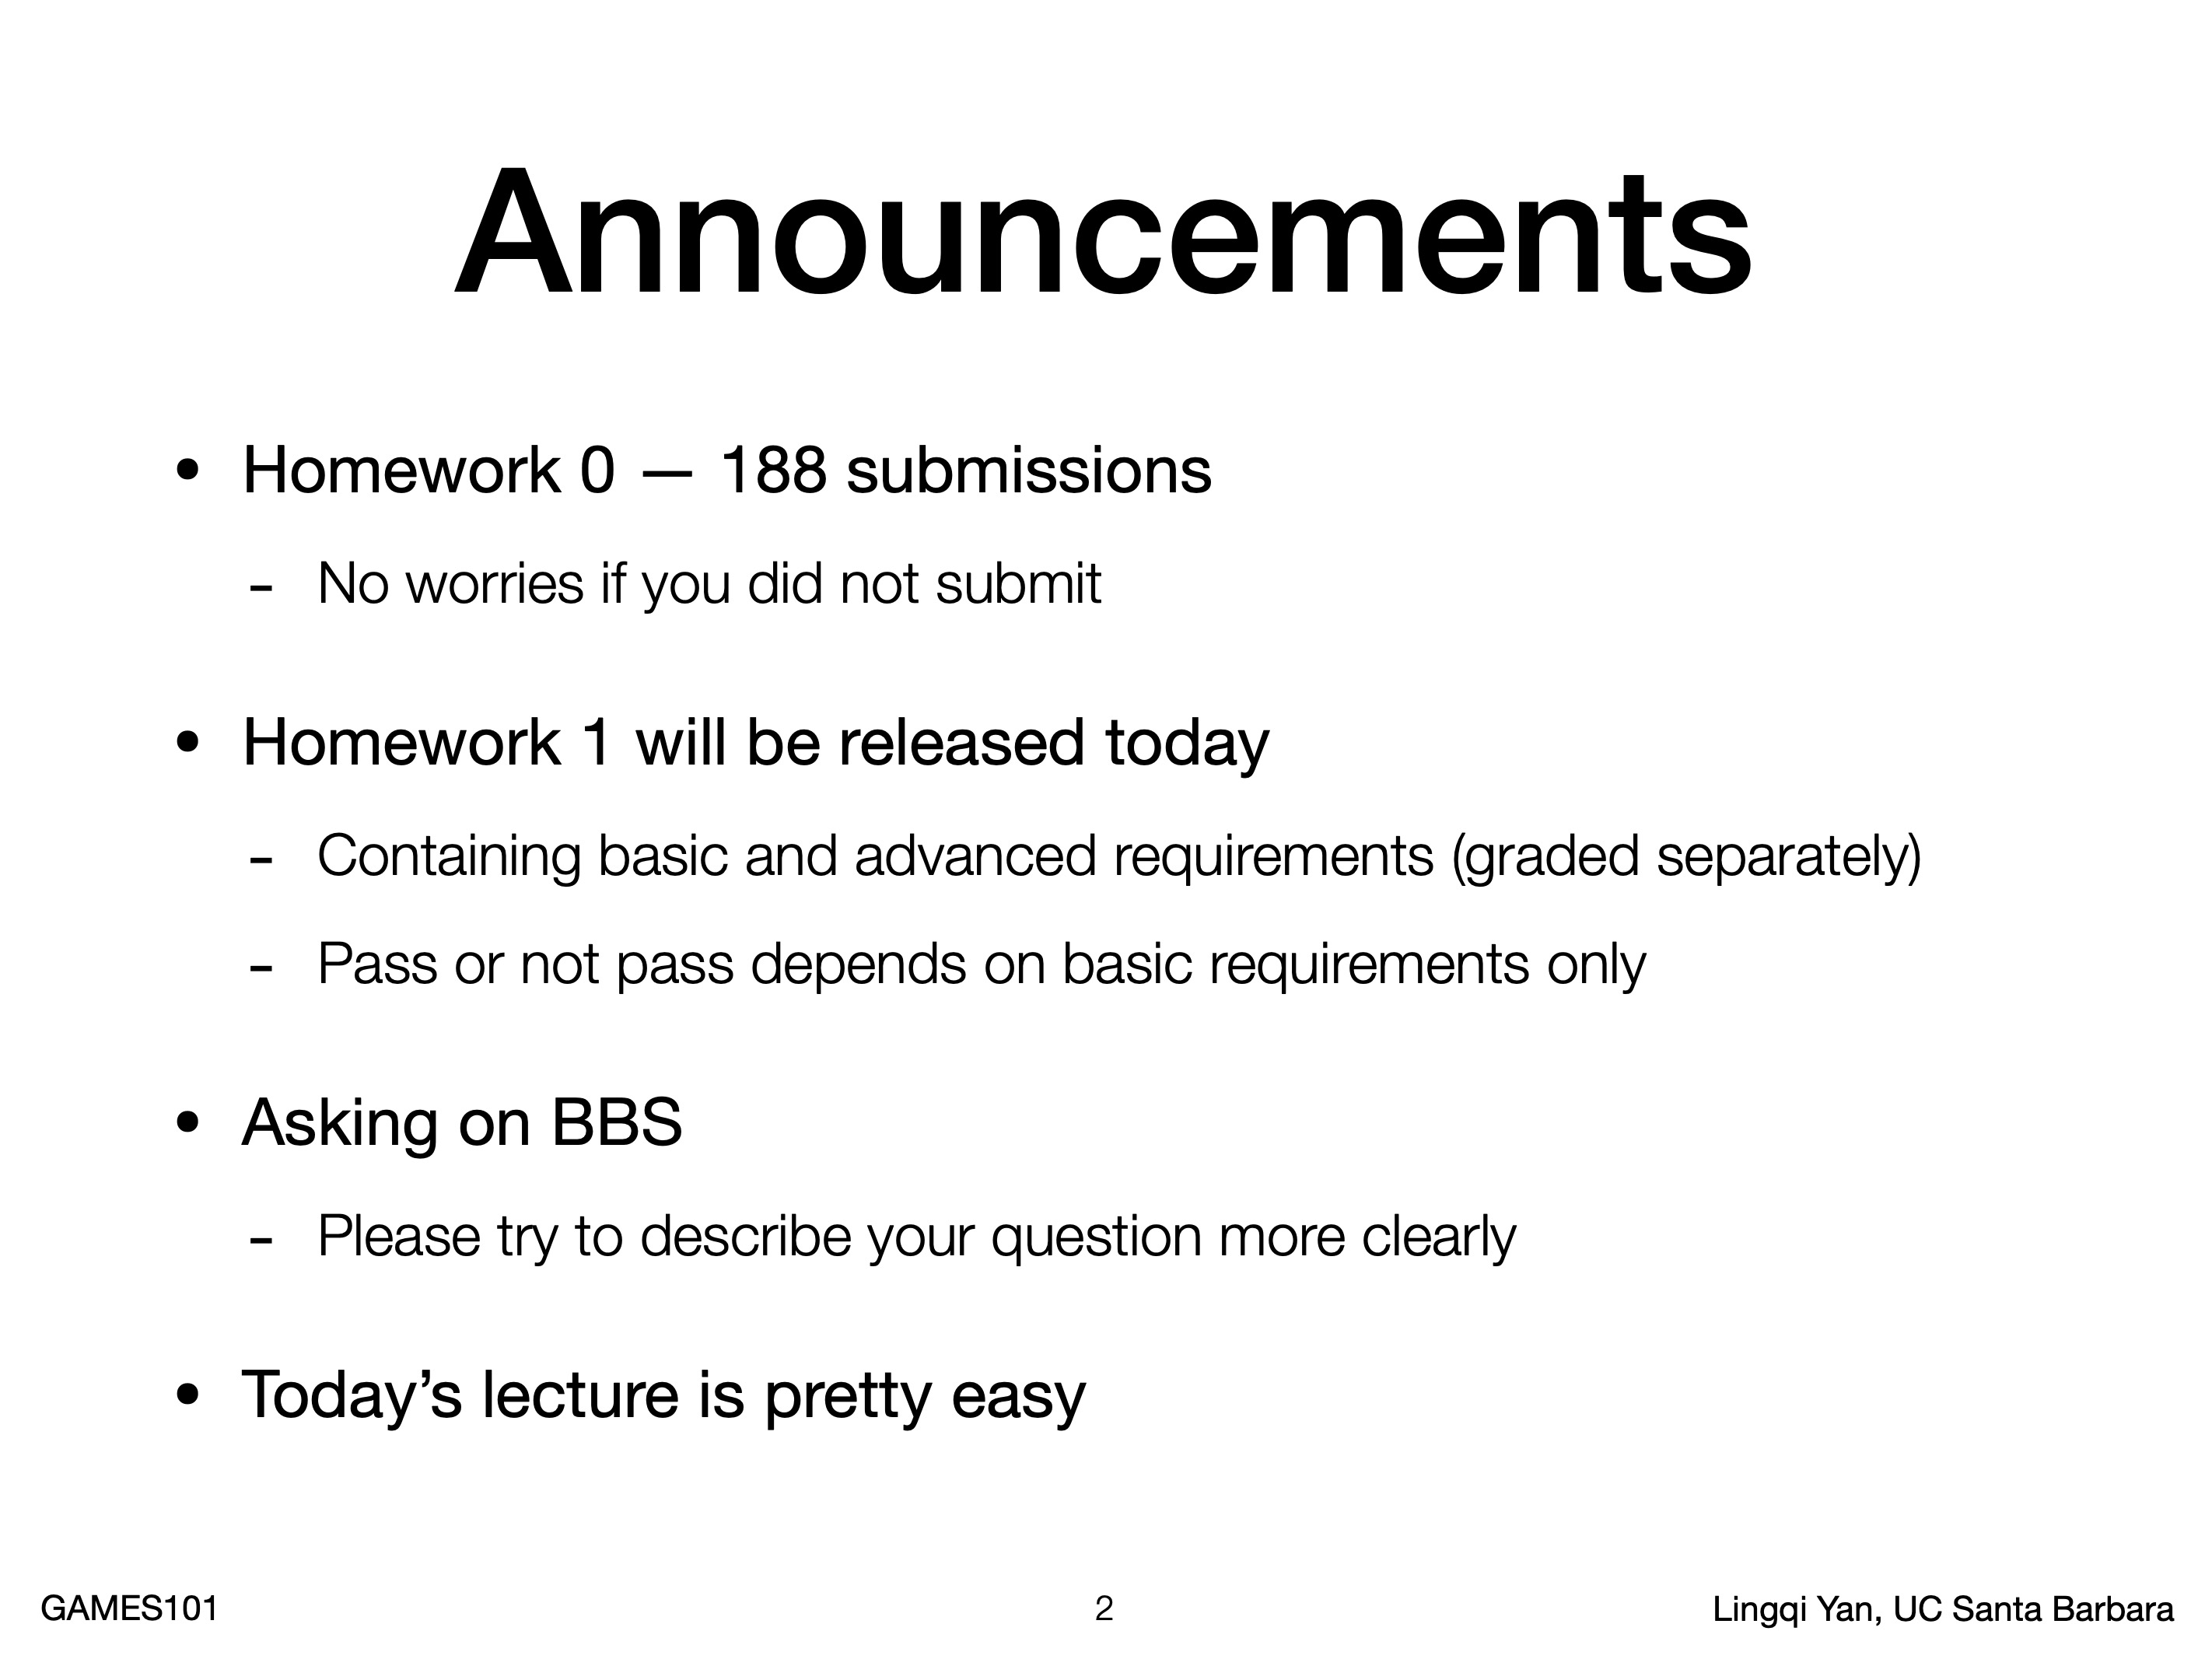 Announcements
• Homework 0 — 188 submissions
- No worries if you did not submit
• Homework 1 will be released today
- Containing basic and advanced requirements (graded separately)
- Pass or not pass depends on basic requirements only
• Asking on BBS
- Please try to describe your question more clearly
• Today’s lecture is pretty easy
GAMES101
2
Lingqi Yan, UC Santa Barbara